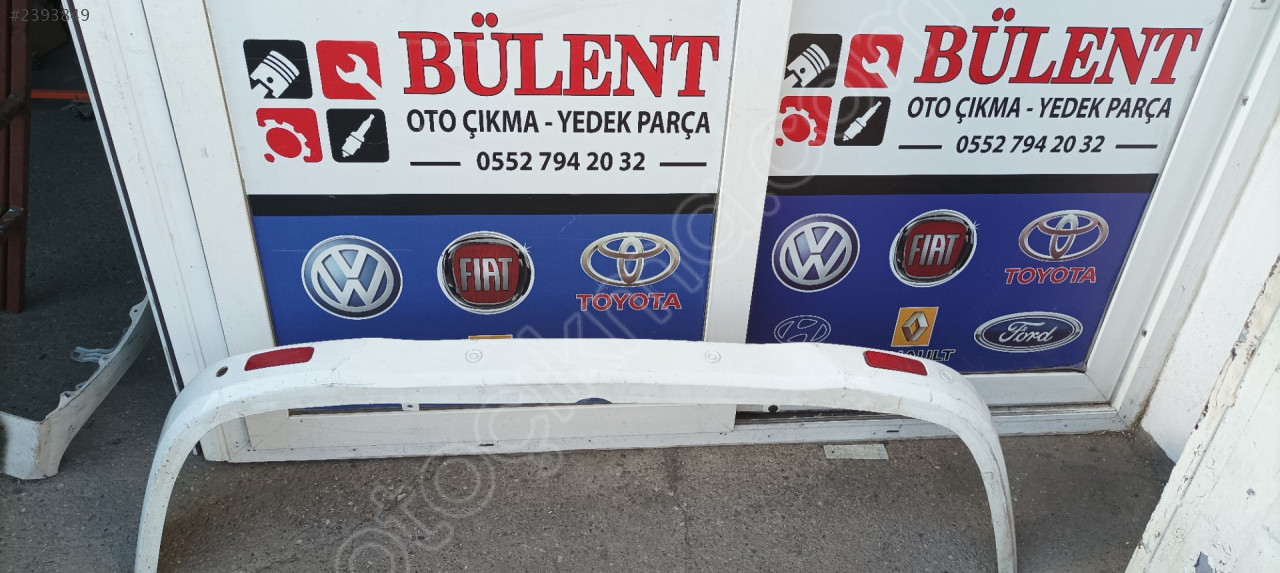 #2393849
BÜLENT
OTO ÇIKMA - YEDEK PARÇA
0552 794 20 32
FIAT
TOYOTA
BÜLENT
OTO ÇIKMA - YEDEK PARÇA
0552 794 20 32
FIAT
TOYOTA
Ford